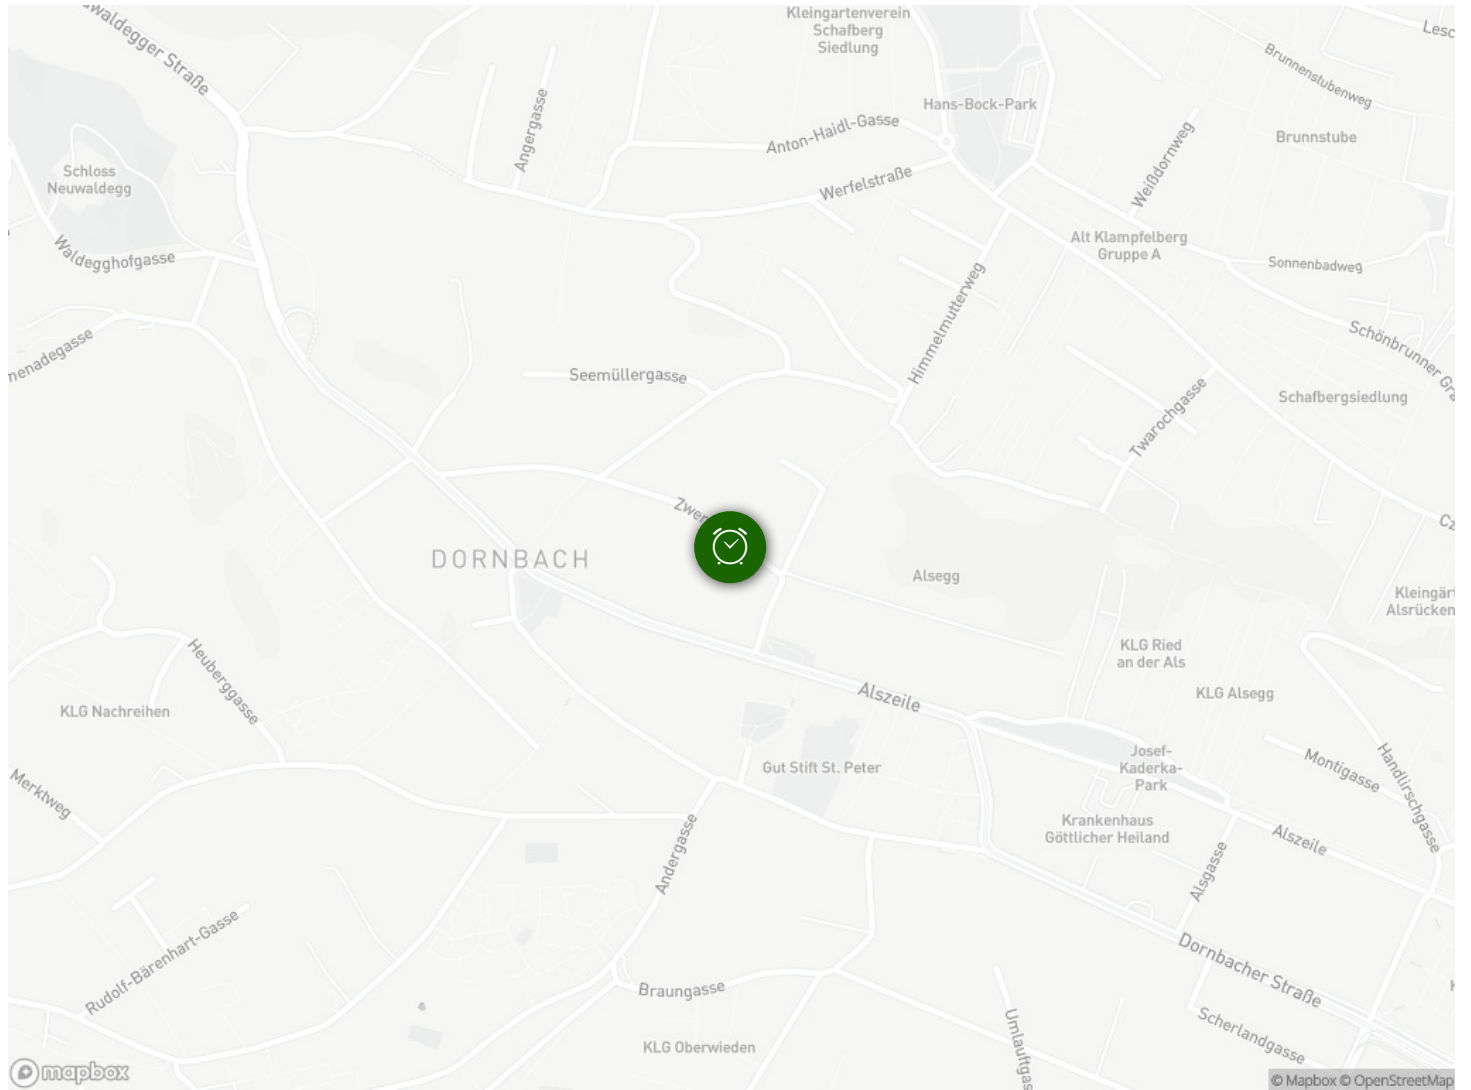 Kleingartenverein
Schafberg
Siedlung
Hans-Bock-Park
Brunnenstubenweg
Brunnstube
Angergasse
Anton-Haidl-Gasse
Weißdornweg
Schloss
Neuwaldegg
Werfelstraße
Waldegghofgasse
Alt Klampfelberg
Gruppe A
Sonnenbadweg
Himmelmutterweg
Seemüllergasse
Twarochgasse
Schafbergsiedlung
DORNBACH
Alsegg
KLG Ried
an der Als
KLG Alsegg
Heuberggasse
KLG Nachreihen
Alszeile
Gut Stift St. Peter
Josef-
Kaderka-
Park
Montigasse
Handlirschgasse
Merktweg
Krankenhaus
Göttlicher Heiland
Alszeile
Andergasse
Alsgasse
Rudolf-Bärenhart-Gasse
Dornbacher Straße
Braungasse
Scherlandgasse
KLG Oberwieden
mapbox
© Mapbox © OpenStreetMap